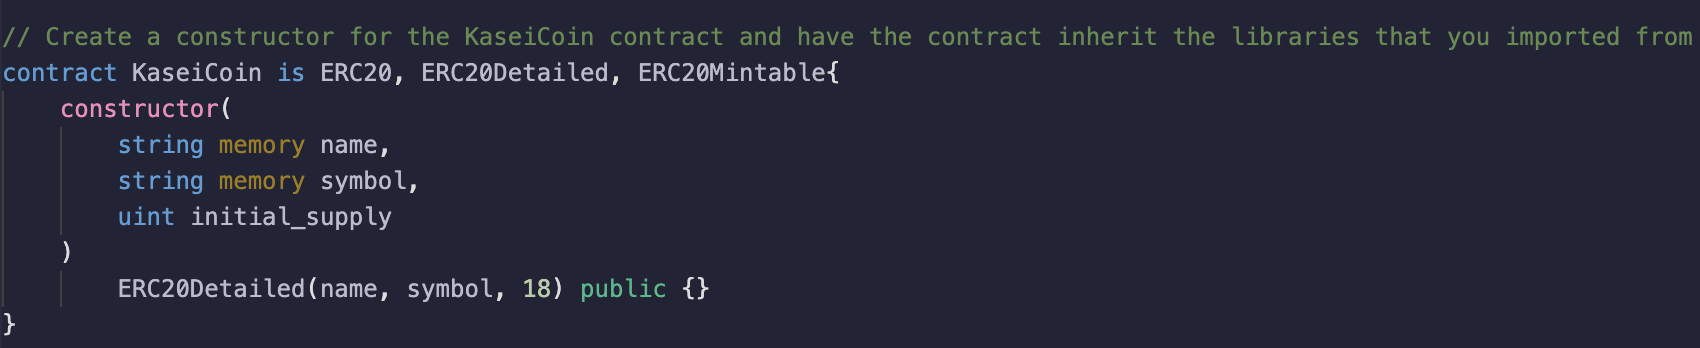 // Create a constructor for the KaseiCoin contract and have the contract inherit the libraries that you imported from
contract KaseiCoin is ERC20, ERC20Detailed, ERC20Mintable{
    constructor(
        string memory name,
        string memory symbol,
        uint initial_supply
    )
        ERC20Detailed(name, symbol, 18) public {}
}